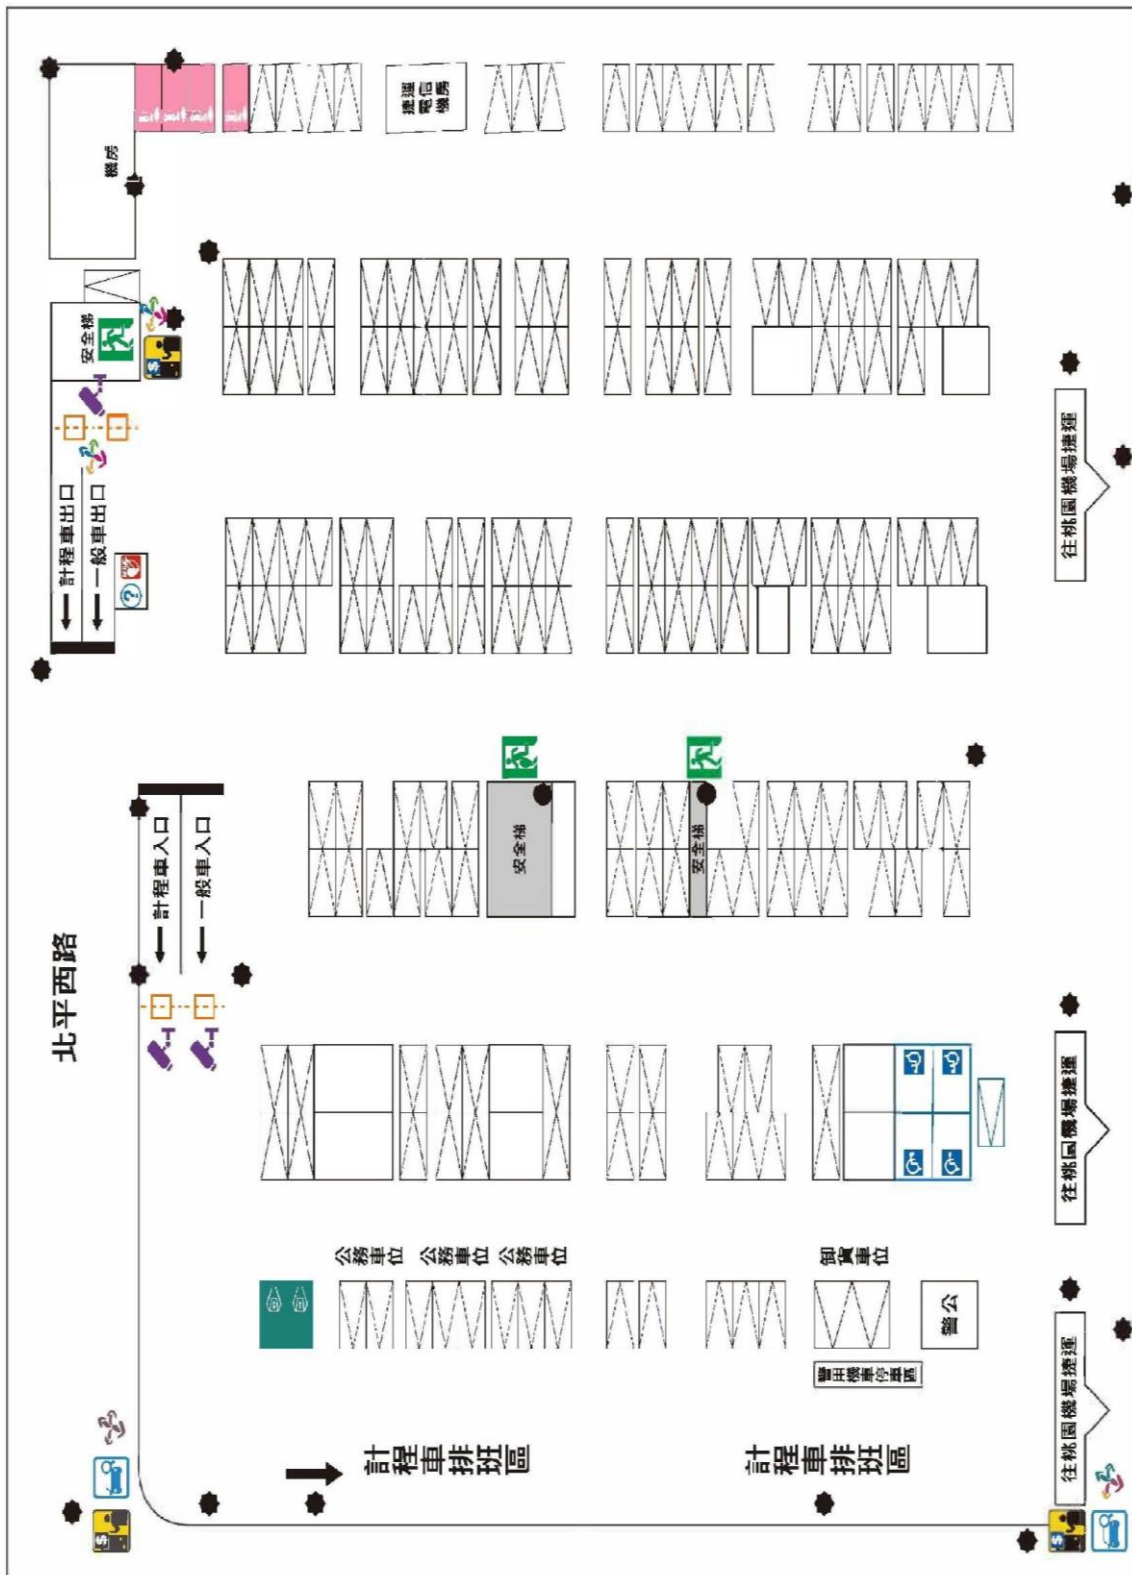 捷運
電信
機房
機房
安全梯
計程車出口
一般車出口
往桃園機場捷運
計程車入口
一般車入口
安全梯
安全梯
北平西路
往桃園機場捷運
公務
車位
公務
車位
公務
車位
卸貨
車位
警公
警用機車停車區
往桃園機場捷運
計程車排班區
計程車排班區